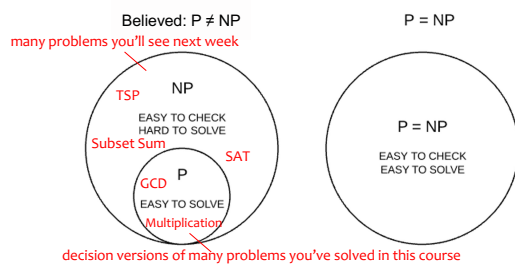 Believed: P ≠ NP
many problems you'll see next week
TSP
NP
EASY TO CHECK
HARD TO SOLVE
Subset Sum
SAT
P
GCD
EASY TO SOLVE
Multiplication
decision versions of many problems you've solved in this course
P = NP
P = NP
EASY TO CHECK
EASY TO SOLVE